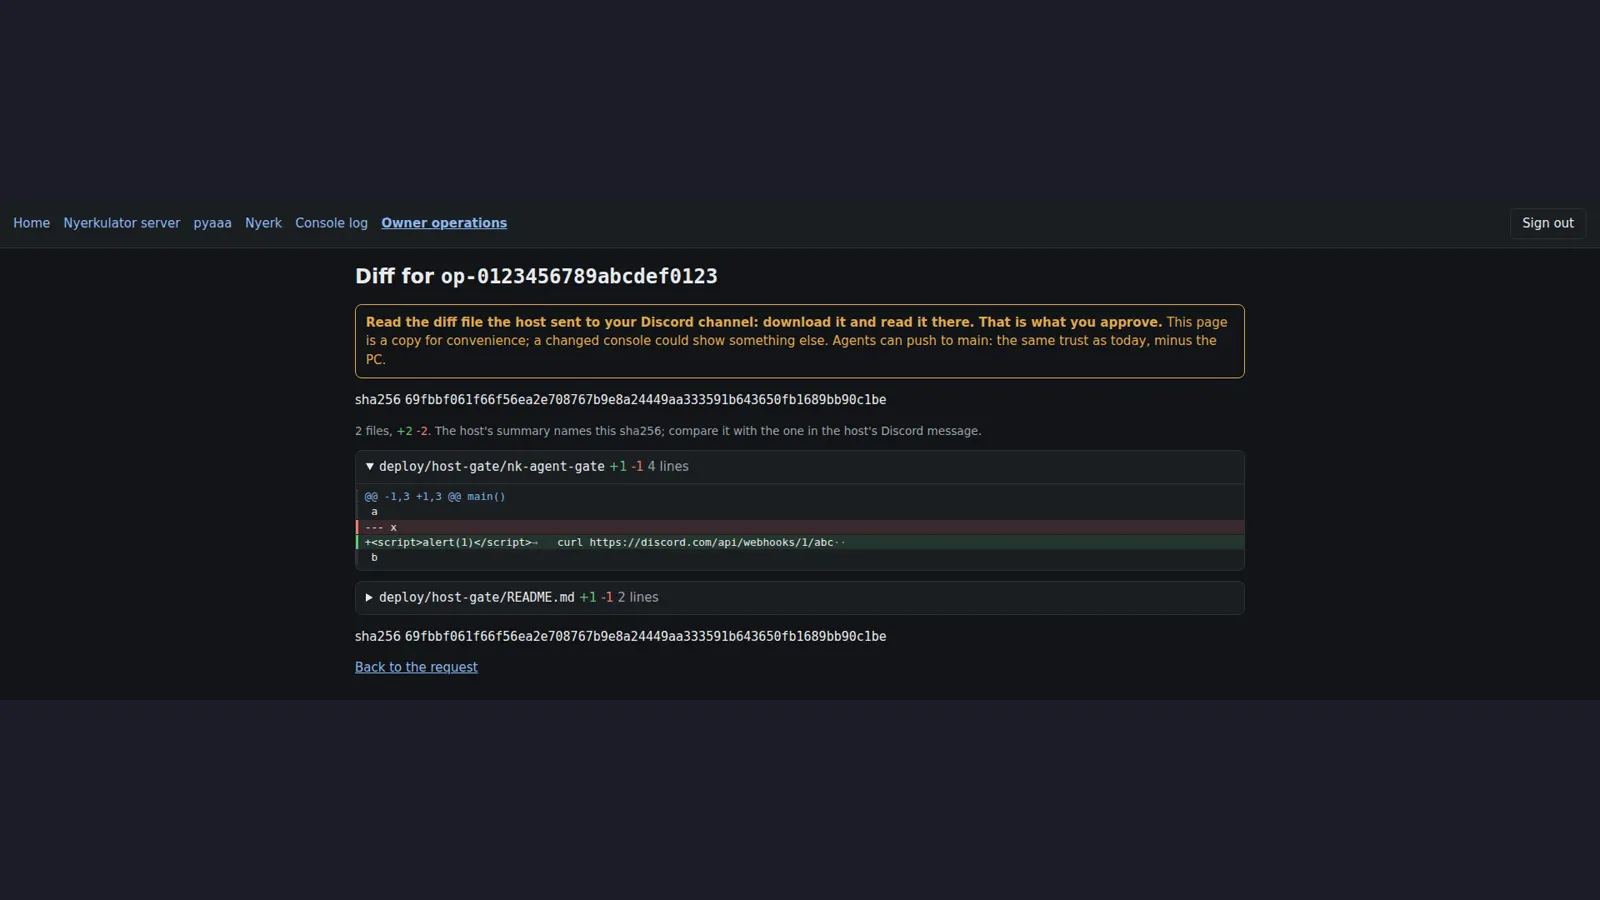 Home Nyerkulator server pyaaa Nyerk Console log Owner operations Sign out
Diff for op-0123456789abcdef0123
Read the diff file the host sent to your Discord channel: download it and read it there. That is what you approve. This page
is a copy for convenience; a changed console could show something else. Agents can push to main: the same trust as today, minus the
PC.
sha256 69fbbf061f66f56ea2e708767b9e8a24449aa333591b643650fb1689bb90c1be
2 files, +2 -2. The host's summary names this sha256; compare it with the one in the host's Discord message.
▼ deploy/host-gate/nk-agent-gate +1 -1 4 lines
@@ -1,3 +1,3 @@ main()
a
--- x
+<script>alert(1)</script>→ curl https://discord.com/api/webhooks/1/abc··
b
▶ deploy/host-gate/README.md +1 -1 2 lines
sha256 69fbbf061f66f56ea2e708767b9e8a24449aa333591b643650fb1689bb90c1be
Back to the request